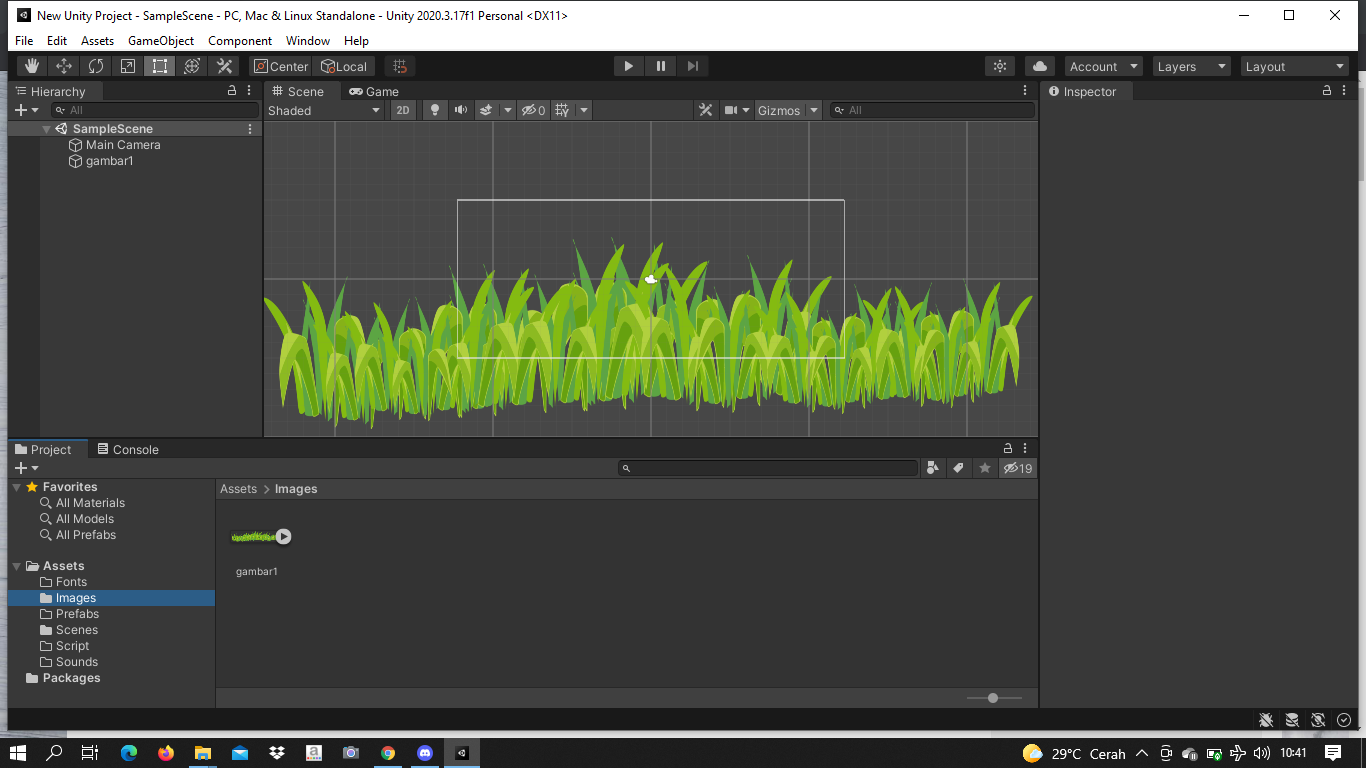 New Unity Project - SampleScene - PC, Mac & Linux Standalone - Unity 2020.3.17f1 Personal <DX11>
File Edit Assets GameObject Component Window Help
Center Local Account Layers Layout
Hierarchy
All
SampleScene
Main Camera
gambar1
Scene Game
Shaded 2D 0 Gizmos All
Inspector
Project Console
19
Favorites
All Materials
All Models
All Prefabs
Assets
Fonts
Images
Prefabs
Scenes
Script
Sounds
Packages
Assets > Images
gambar1
29°C Cerah 10:41